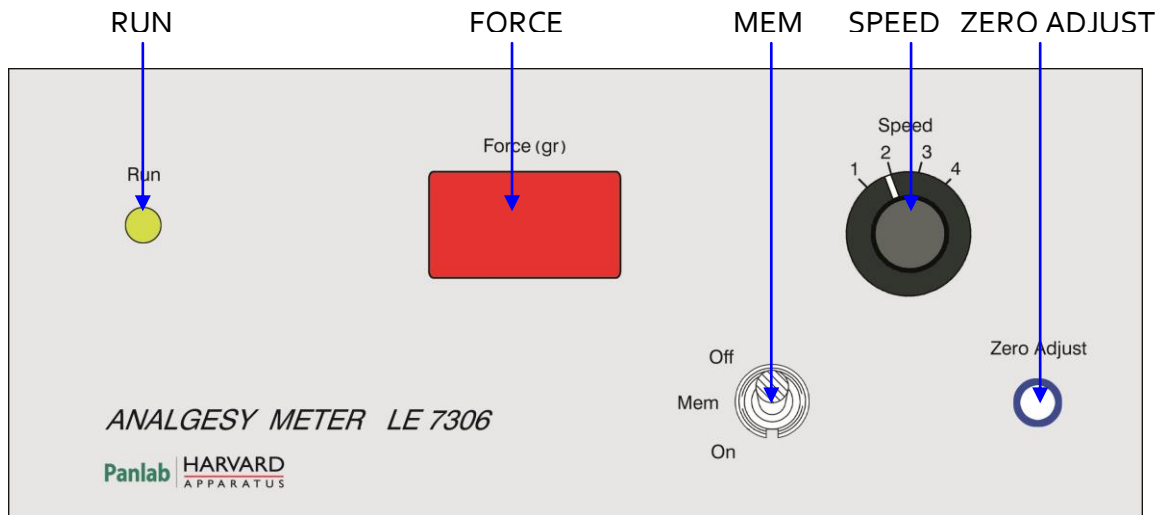 RUN FORCE MEM SPEED ZERO ADJUST
Speed
Force (gr)
1 2 3 4
Run
Off
Zero Adjust
Mem
ANALGESY METER LE 7306
On
Panlab HARVARD
APPARATUS